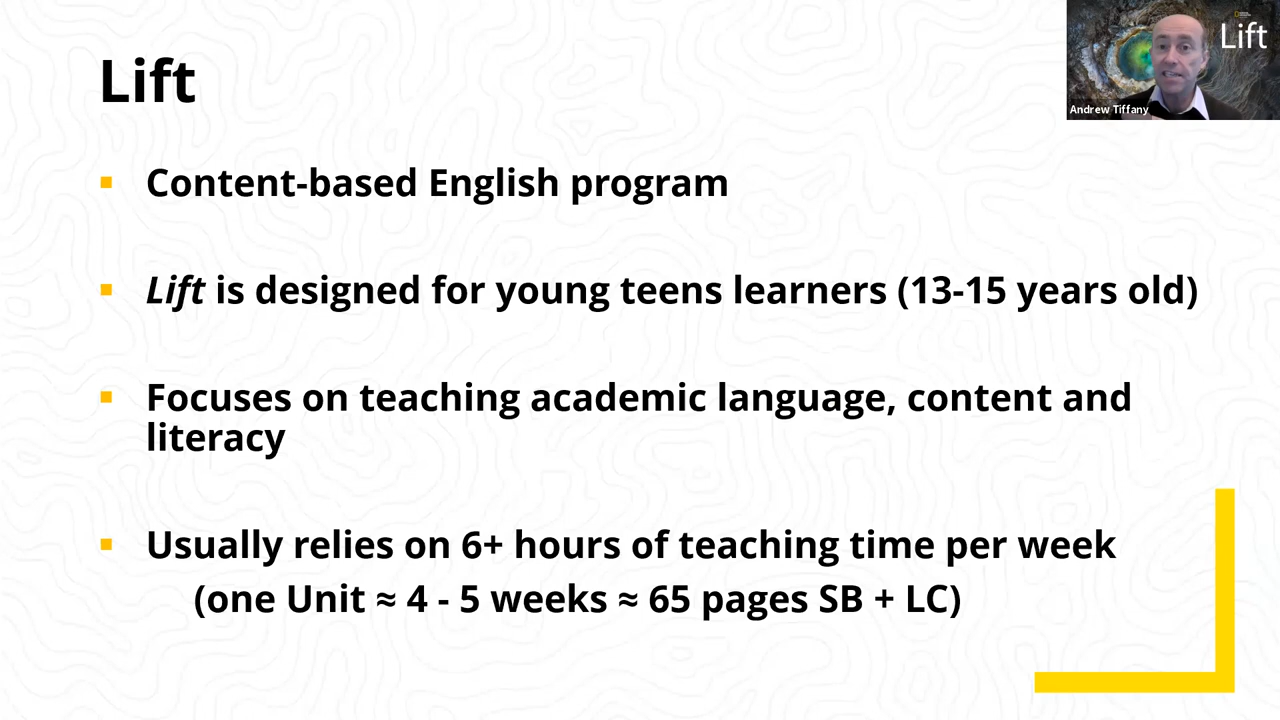 Lift
Lift
Andrew Tiffany
Content-based English program
Lift is designed for young teens learners (13-15 years old)
Focuses on teaching academic language, content and
literacy
Usually relies on 6+ hours of teaching time per week
(one Unit ≈ 4 - 5 weeks ≈ 65 pages SB + LC)